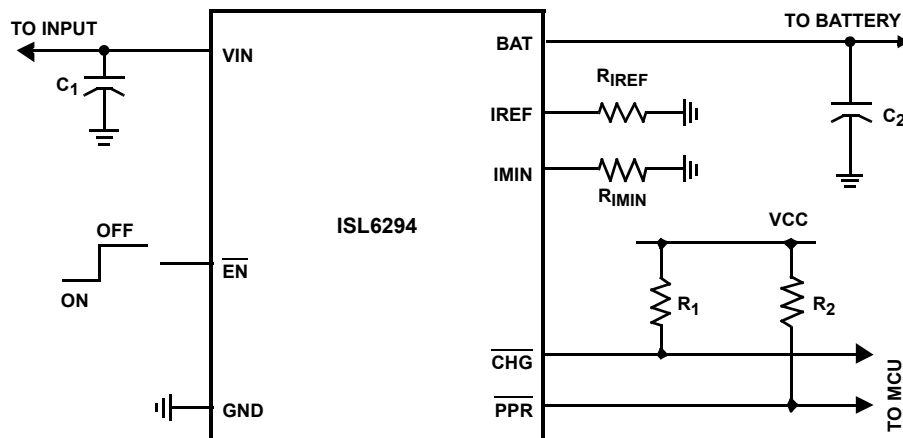 TO INPUT
C1
VIN
OFF
ON
EN
GND
ISL6294
BAT
TO BATTERY
IREF
RIREF
C2
IMIN
RIMIN
VCC
R1
R2
CHG
PPR
TO MCU